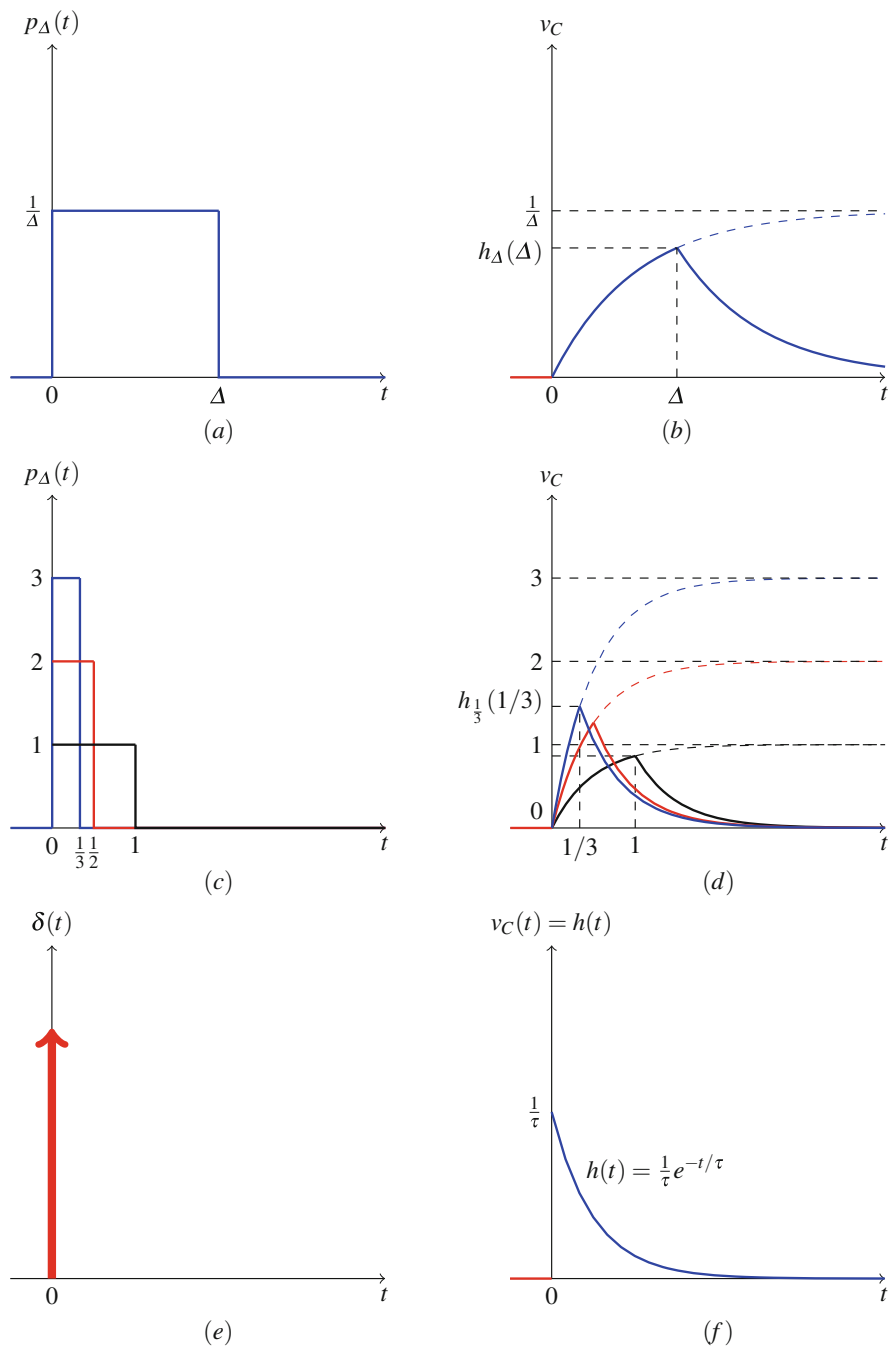 p_Δ(t)
1/Δ
0
Δ
t
(a)
v_C
1/Δ
h_Δ(Δ)
0
Δ
t
(b)
p_Δ(t)
3
2
1
0
1/3
1/2
1
t
(c)
v_C
3
2
h_{1/3}(1/3)
1
0
1/3
1
t
(d)
δ(t)
0
t
(e)
v_C(t) = h(t)
1/τ
h(t) = 1/τ e^{−t/τ}
0
t
(f)